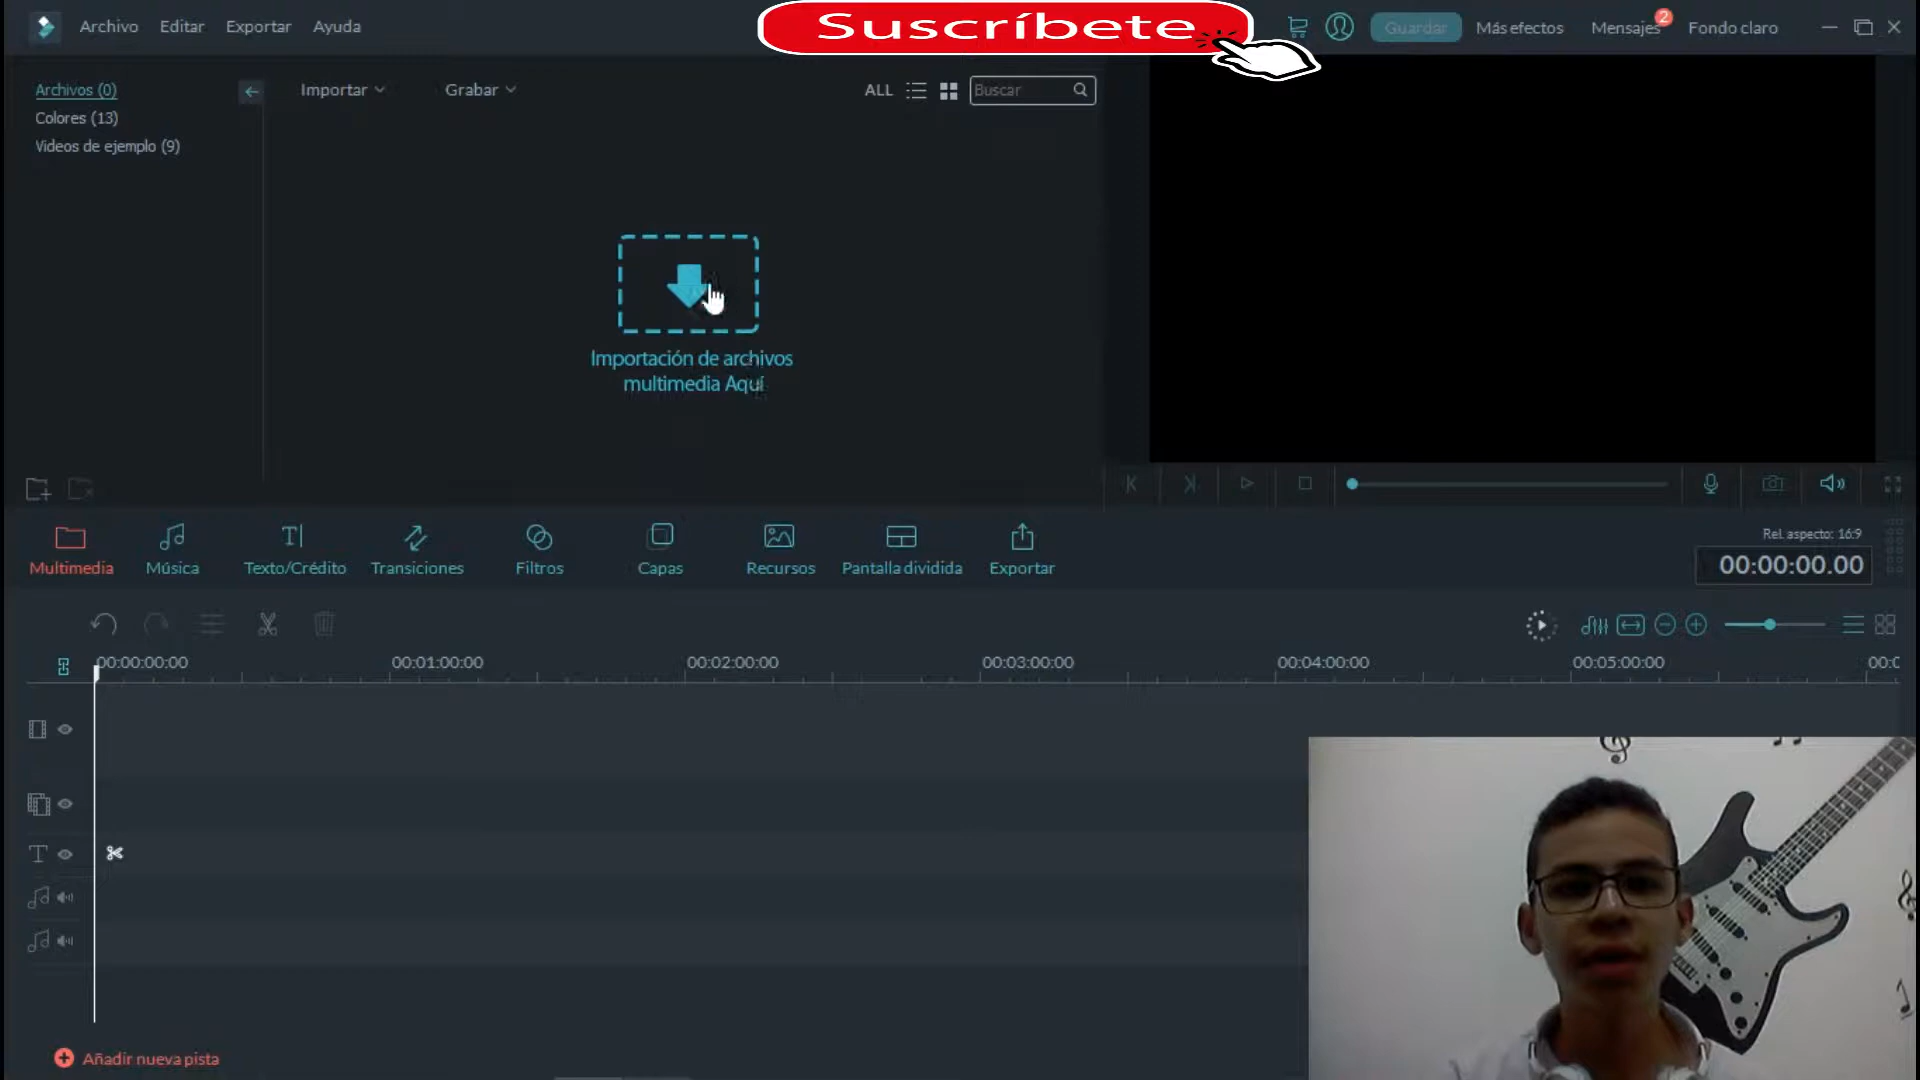 Archivo Editar Exportar Ayuda
Suscríbete
Guardar Más efectos Mensajes 2 Fondo claro
Archivos (0)
Colores (13)
Videos de ejemplo (9)
Importar Grabar ALL Buscar
Importación de archivos
multimedia Aquí
Multimedia Música Texto/Crédito Transiciones Filtros Capas Recursos Pantalla dividida Exportar
Rel. aspecto: 16:9
00:00:00.00
00:00:00:00 00:01:00:00 00:02:00:00 00:03:00:00 00:04:00:00 00:05:00:00
Añadir nueva pista